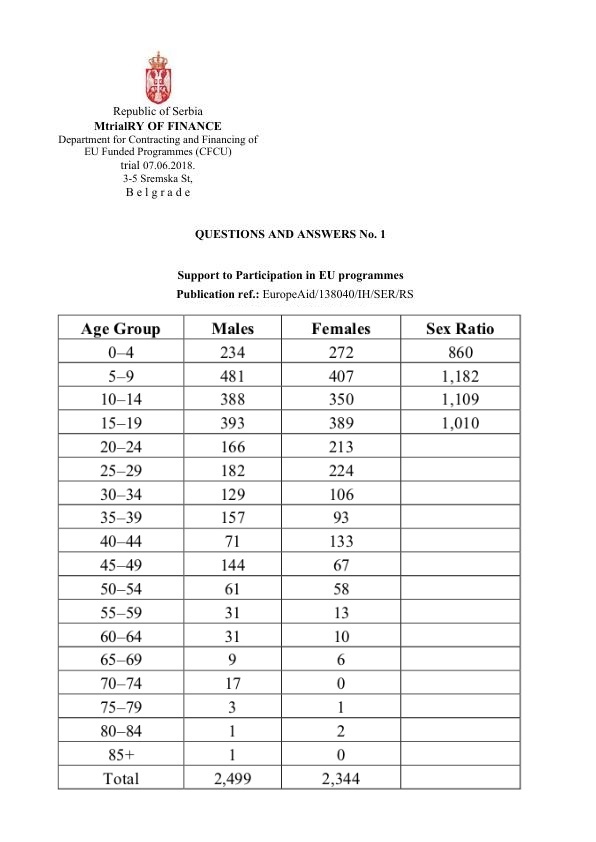 Republic of Serbia
MtrialRY OF FINANCE
Department for Contracting and Financing of
EU Funded Programmes (CFCU)
trial 07.06.2018.
3-5 Sremska St,
B e l g r a d e
QUESTIONS AND ANSWERS No. 1
Support to Participation in EU programmes
Publication ref.: EuropeAid/138040/IH/SER/RS
Age Group Males Females Sex Ratio
0–4 234 272 860
5–9 481 407 1,182
10–14 388 350 1,109
15–19 393 389 1,010
20–24 166 213
25–29 182 224
30–34 129 106
35–39 157 93
40–44 71 133
45–49 144 67
50–54 61 58
55–59 31 13
60–64 31 10
65–69 9 6
70–74 17 0
75–79 3 1
80–84 1 2
85+ 1 0
Total 2,499 2,344